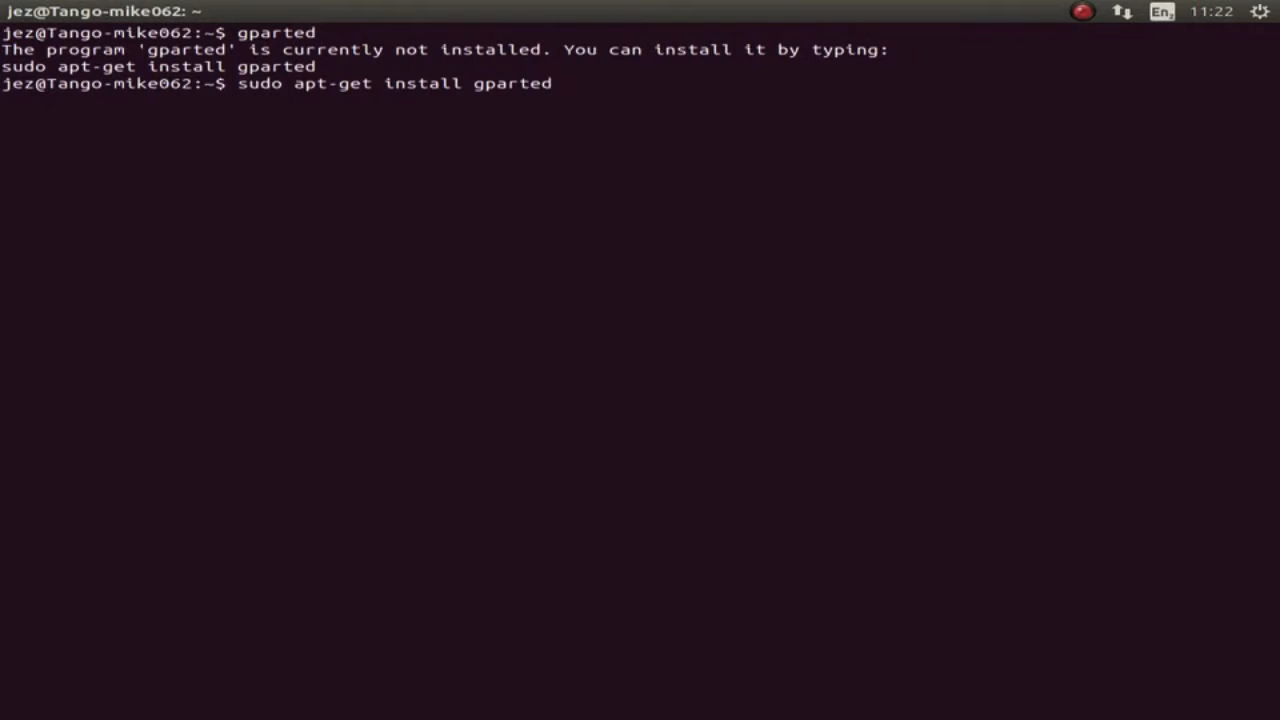 jez@Tango-mike062: ~
En₂ 11:22
jez@Tango-mike062:~$ gparted
The program 'gparted' is currently not installed. You can install it by typing:
sudo apt-get install gparted
jez@Tango-mike062:~$ sudo apt-get install gparted